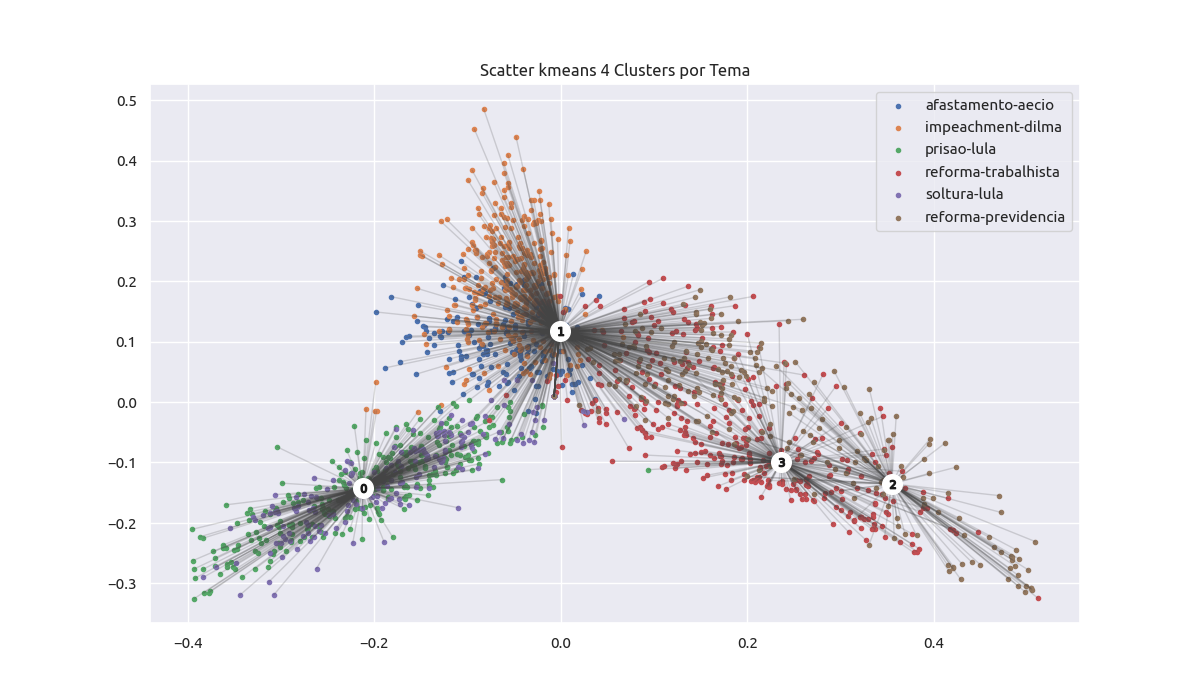 Scatter kmeans 4 Clusters por Tema
afastamento-aecio
impeachment-dilma
prisao-lula
reforma-trabalhista
soltura-lula
reforma-previdencia
0.5
0.4
0.3
0.2
0.1
0.0
−0.1
−0.2
−0.3
1
3
2
0
−0.4
−0.2
0.0
0.2
0.4